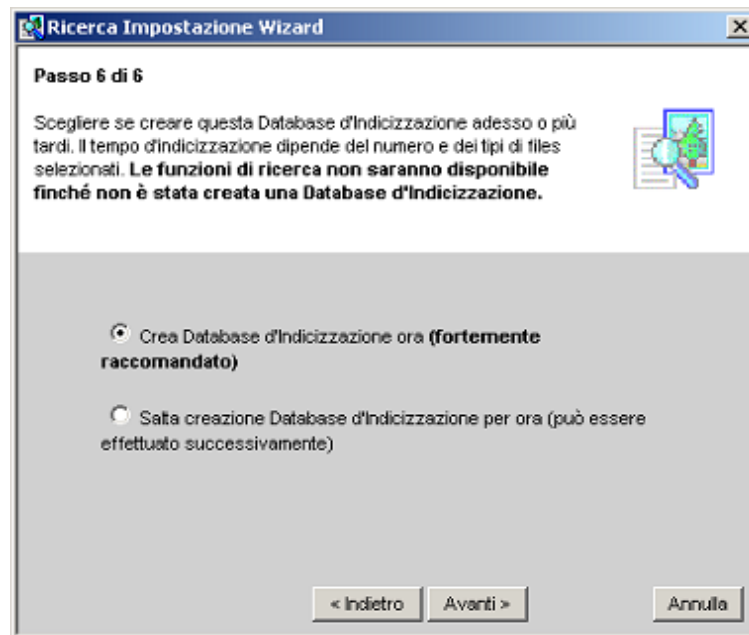 Ricerca Impostazione Wizard
Passo 6 di 6
Scegliere se creare questa Database d'Indicizzazione adesso o più
tardi. Il tempo d'indicizzazione dipende del numero e dei tipi di files
selezionati. Le funzioni di ricerca non saranno disponibile
finché non è stata creata una Database d'Indicizzazione.
Crea Database d'Indicizzazione ora (fortemente
raccomandato)
Salta creazione Database d'Indicizzazione per ora (può essere
effettuato successivamente)
« Indietro Avanti » Annulla